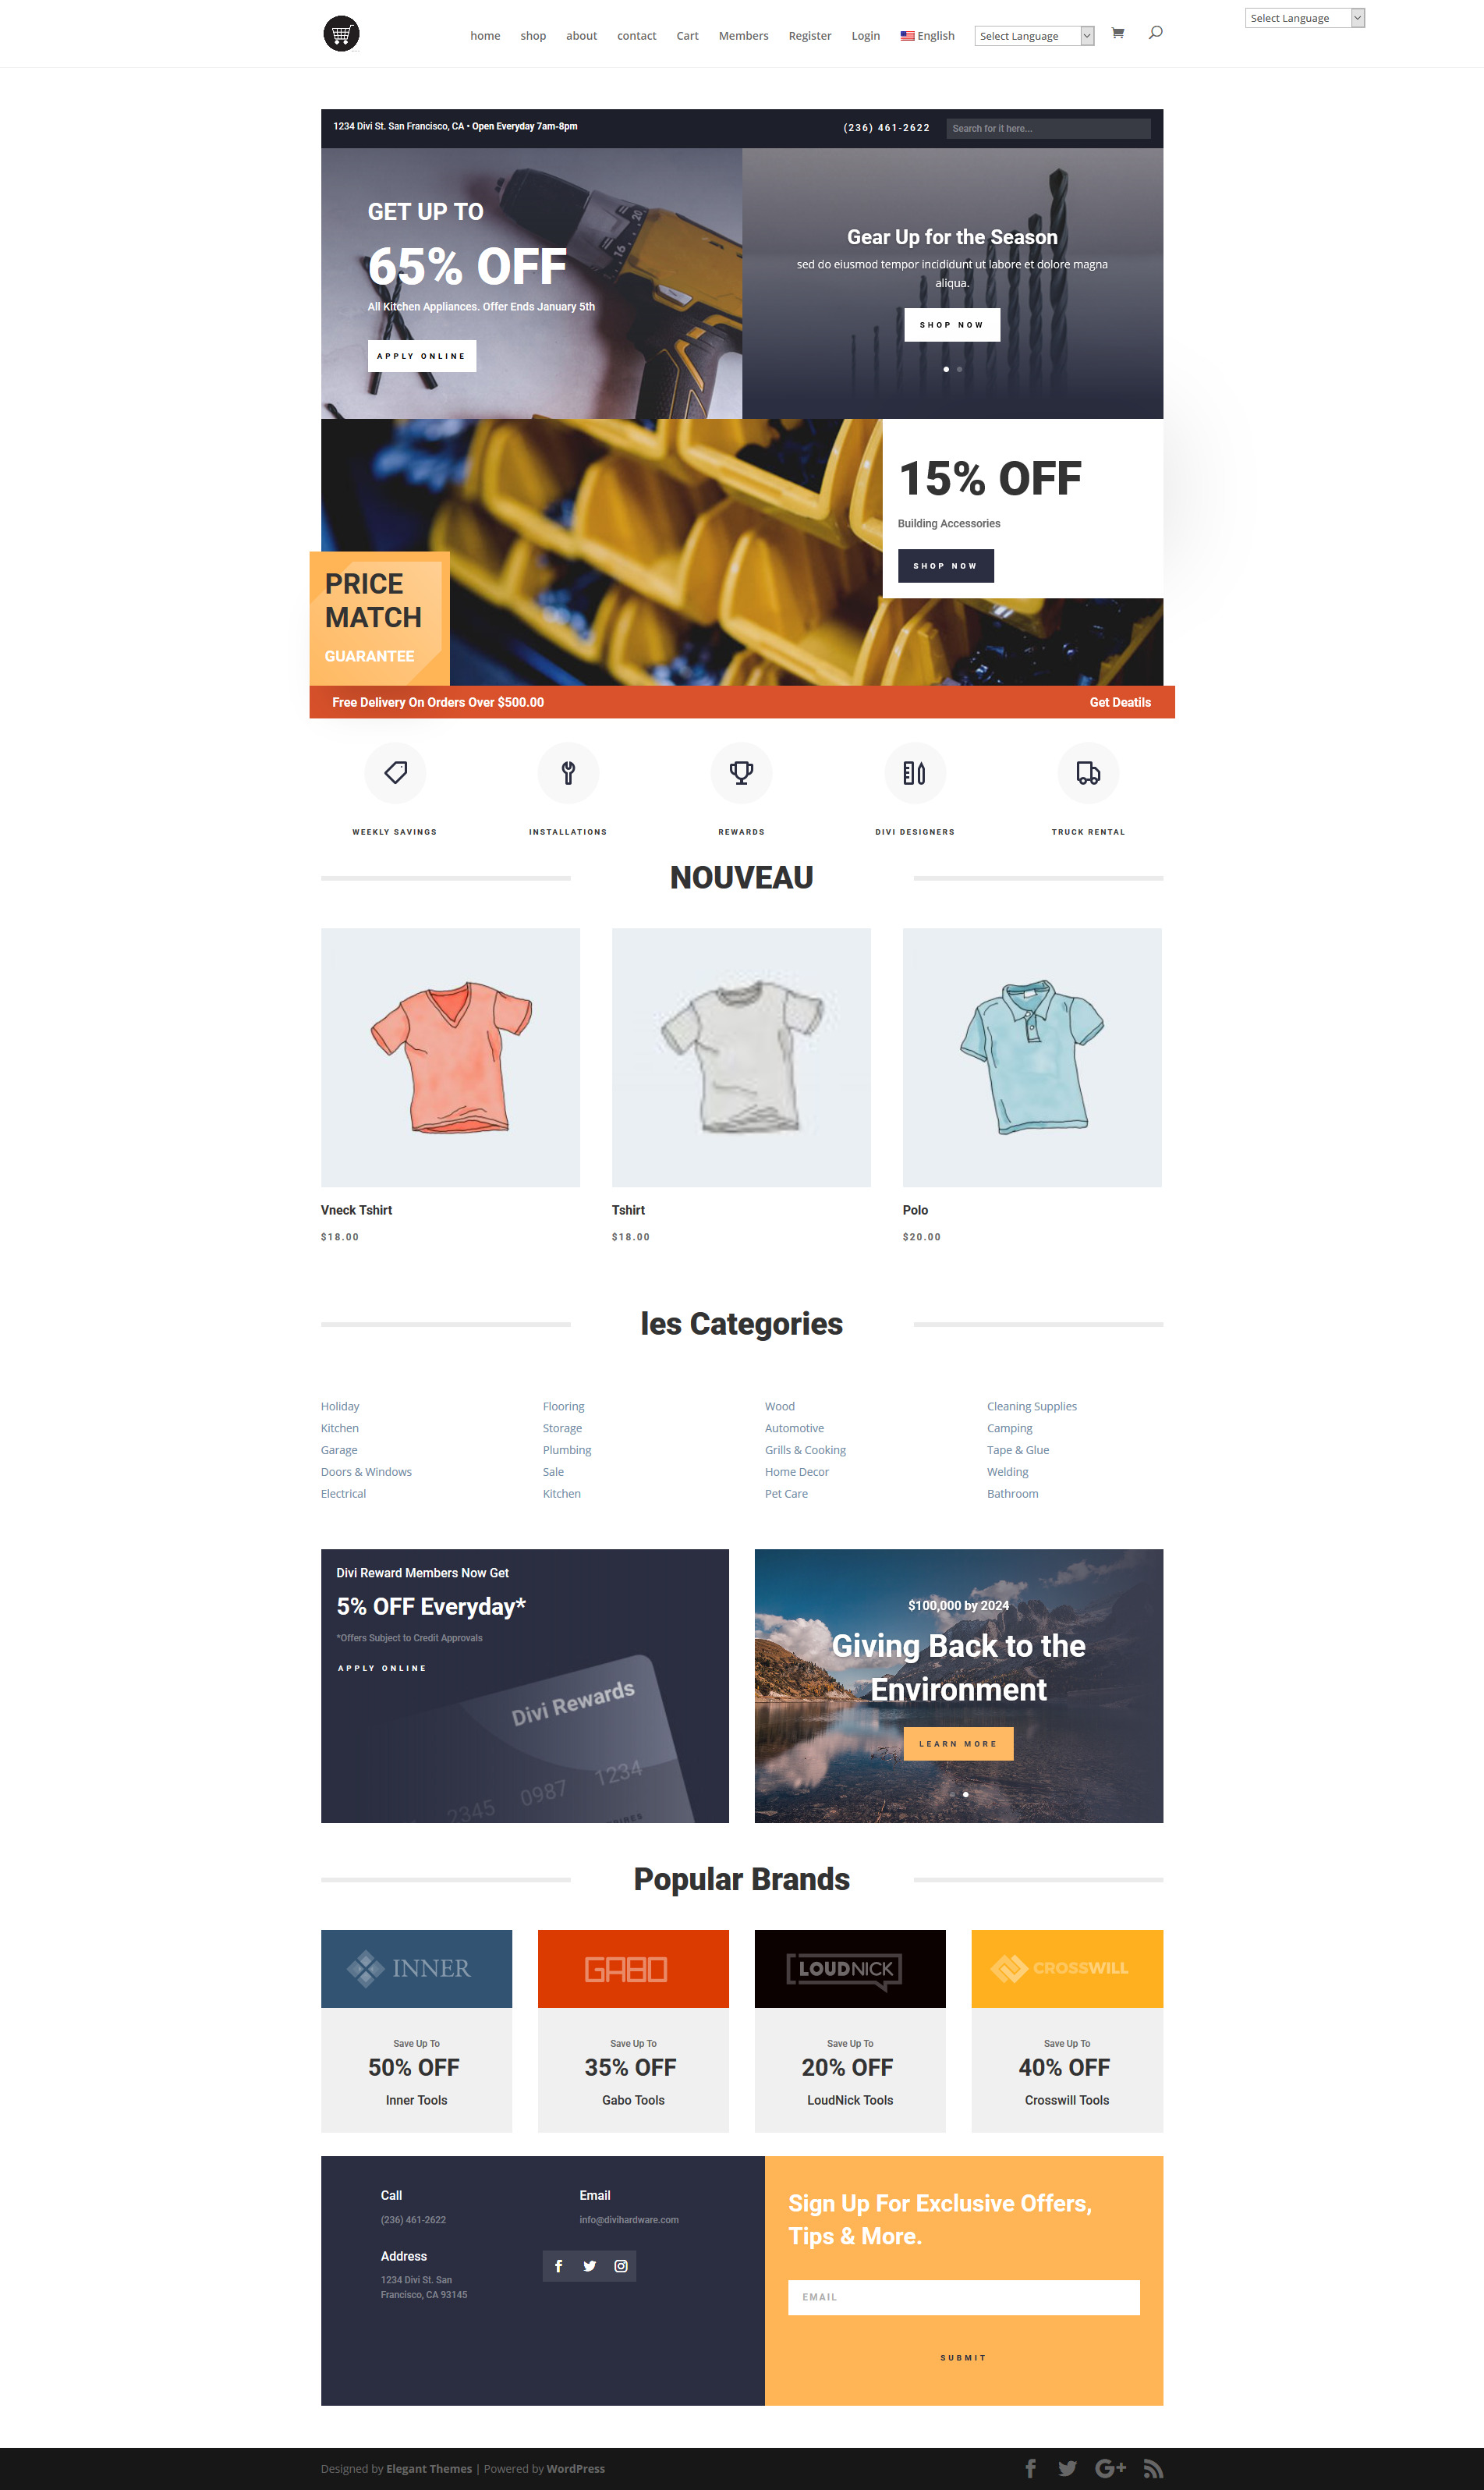 Select Language
home shop about contact Cart Members Register Login English Select Language
1234 Divi St. San Francisco, CA • Open Everyday 7am-8pm
(236) 461-2622
Search for it here...
GET UP TO
65% OFF
All Kitchen Appliances. Offer Ends January 5th
APPLY ONLINE
Gear Up for the Season
sed do eiusmod tempor incididunt ut labore et dolore magna
aliqua.
SHOP NOW
15% OFF
Building Accessories
SHOP NOW
PRICE
MATCH
GUARANTEE
Free Delivery On Orders Over $500.00
Get Deatils
WEEKLY SAVINGS
INSTALLATIONS
REWARDS
DIVI DESIGNERS
TRUCK RENTAL
NOUVEAU
Vneck Tshirt
$18.00
Tshirt
$18.00
Polo
$20.00
les Categories
Holiday
Kitchen
Garage
Doors & Windows
Electrical
Flooring
Storage
Plumbing
Sale
Kitchen
Wood
Automotive
Grills & Cooking
Home Decor
Pet Care
Cleaning Supplies
Camping
Tape & Glue
Welding
Bathroom
Divi Reward Members Now Get
5% OFF Everyday*
*Offers Subject to Credit Approvals
APPLY ONLINE
Divi Rewards
2345 0987 1234
$100,000 by 2024
Giving Back to the
Environment
LEARN MORE
Popular Brands
INNER
Save Up To
50% OFF
Inner Tools
GABO
Save Up To
35% OFF
Gabo Tools
LOUDNICK
Save Up To
20% OFF
LoudNick Tools
CROSSWILL
Save Up To
40% OFF
Crosswill Tools
Call
(236) 461-2622
Email
info@divihardware.com
Address
1234 Divi St. San
Francisco, CA 93145
Sign Up For Exclusive Offers,
Tips & More.
EMAIL
SUBMIT
Designed by Elegant Themes | Powered by WordPress